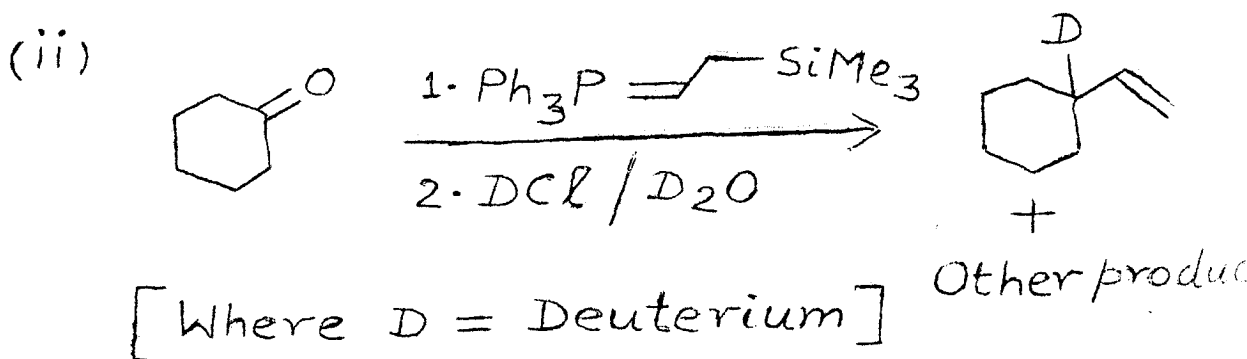 (ii)
O
1. Ph3P = SiMe3
2. DCl / D2O
D
+
Other produc
[Where D = Deuterium]